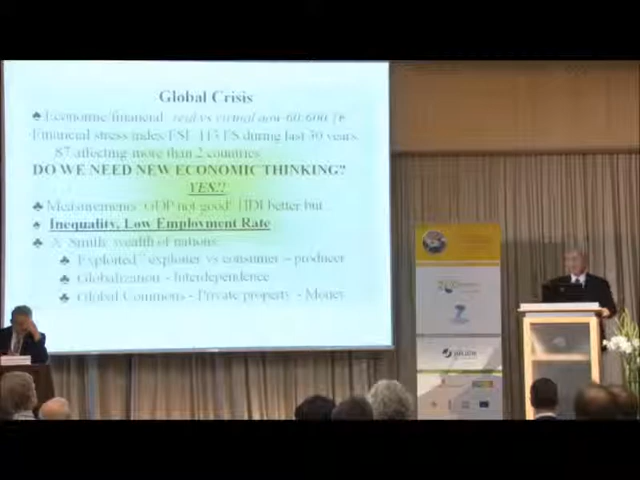 Global Crisis
Economic financial real vs virtual now 60:600 T€
Financial stress index FSI 113 FS during last 30 years
87 affecting more than 2 countries
DO WE NEED NEW ECONOMIC THINKING?
YES!!
Measurements: GDP not good! HDI better but
Inequality, Low Employment Rate
A. Smith: wealth of nations:
Exploited – exploiter vs consumer – producer
Globalization - Interdependence
Global Commons - Private property - Money